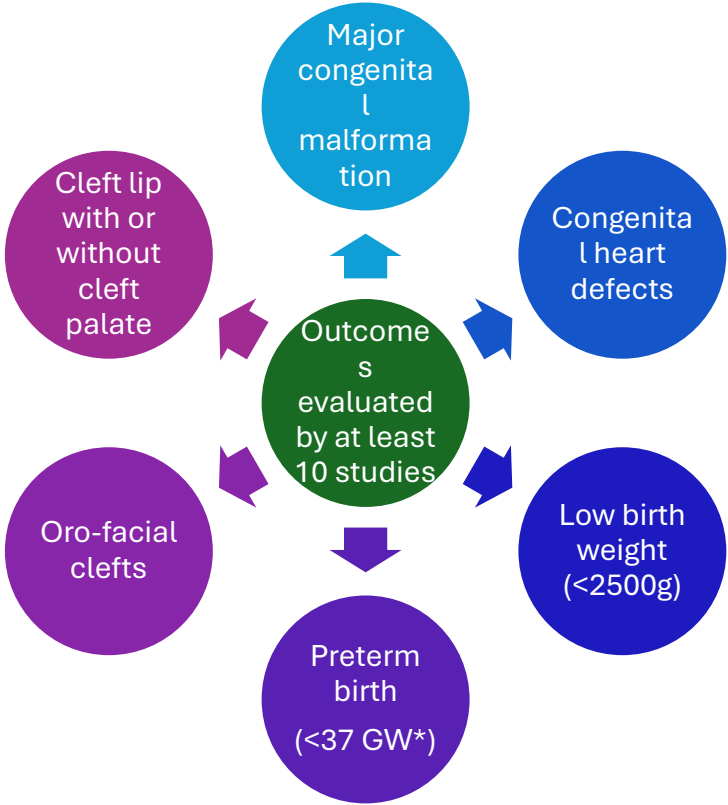 Major
congenita
l
malforma
tion
Congenita
l heart
defects
Low birth
weight
(<2500g)
Preterm
birth
(<37 GW*)
Oro-facial
clefts
Cleft lip
with or
without
cleft
palate
Outcome
s
evaluated
by at least
10 studies